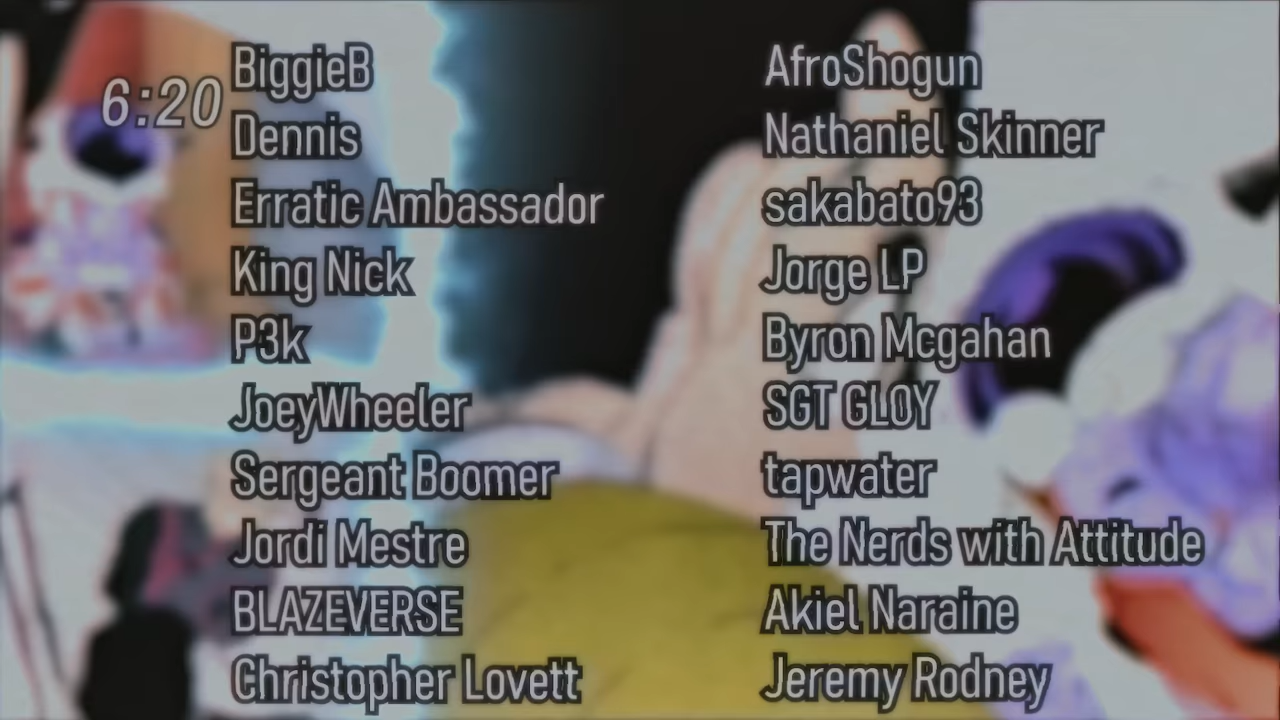 6:20
BiggieB
Dennis
Erratic Ambassador
King Nick
P3k
JoeyWheeler
Sergeant Boomer
Jordi Mestre
BLAZEVERSE
Christopher Lovett
AfroShogun
Nathaniel Skinner
sakabato93
Jorge LP
Byron Mcgahan
SGT GLOY
tapwater
The Nerds with Attitude
Akiel Naraine
Jeremy Rodney